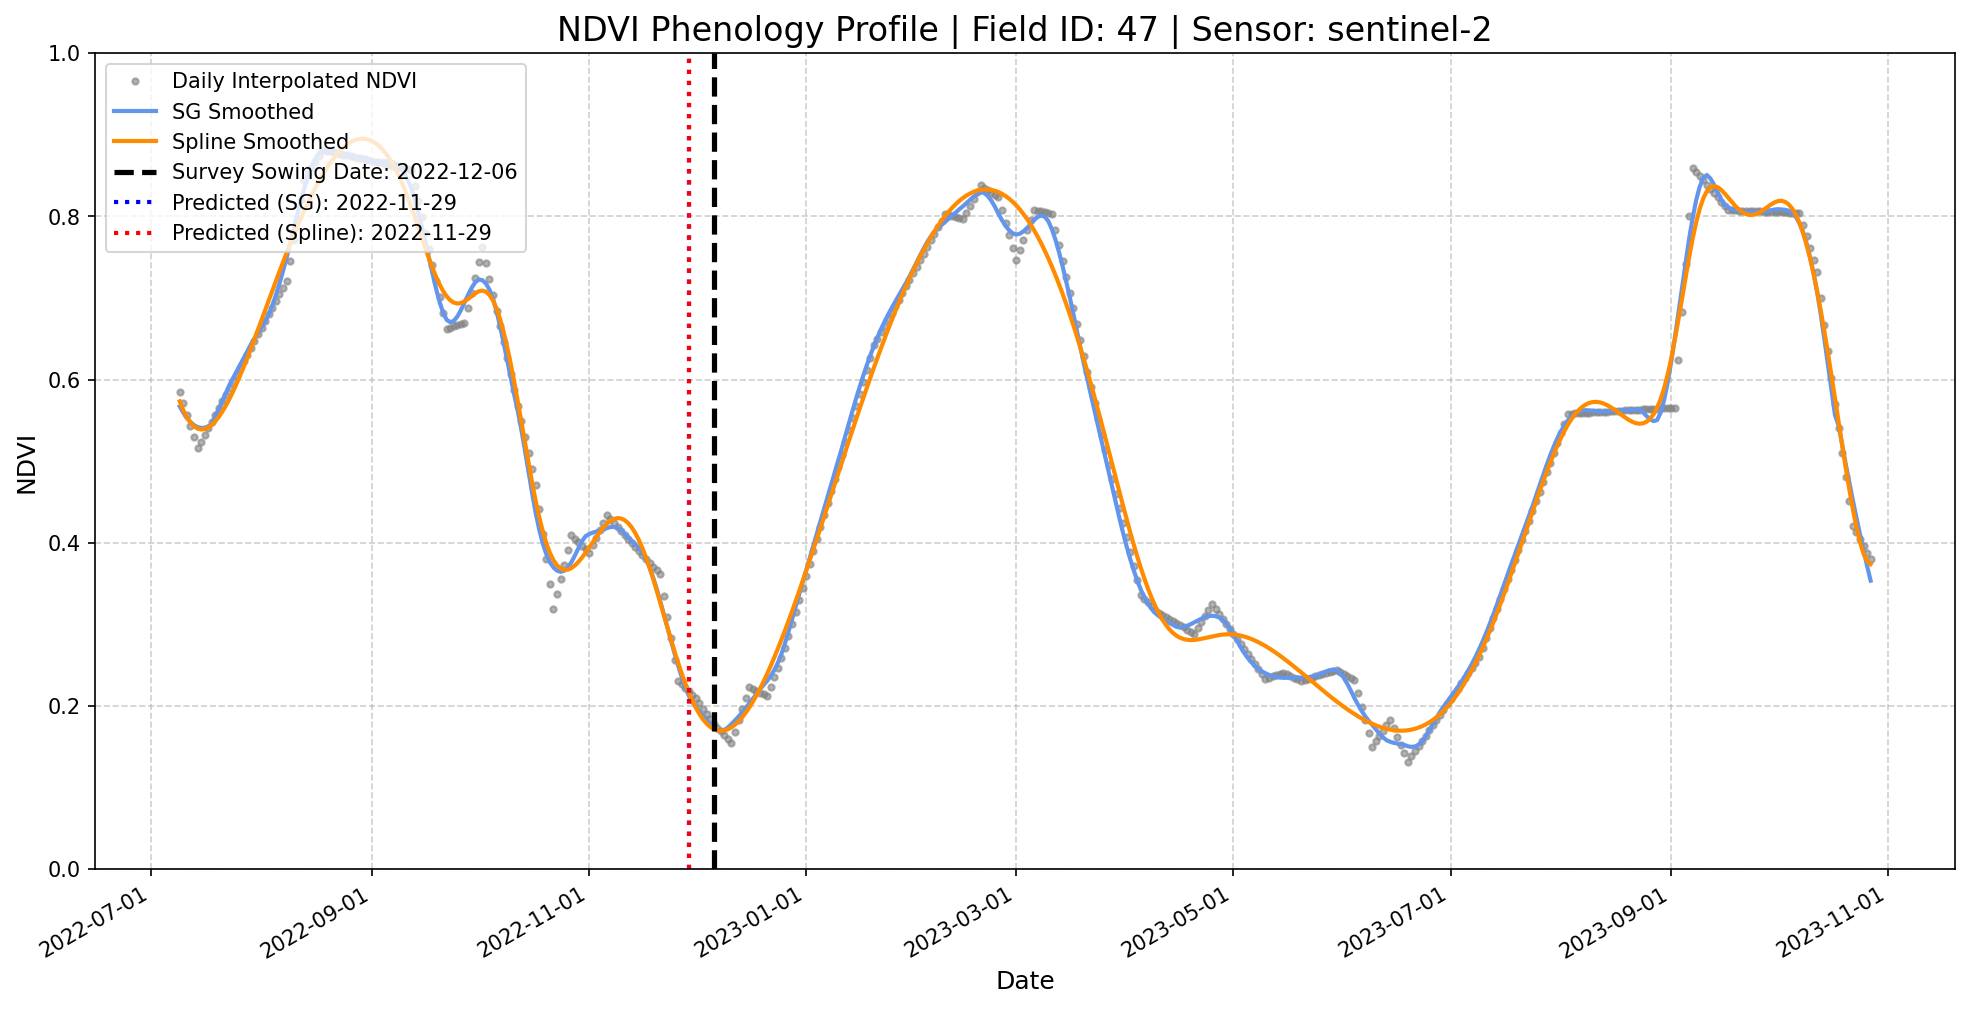 NDVI Phenology Profile | Field ID: 47 | Sensor: sentinel-2
1.0
0.8
0.6
0.4
0.2
0.0
NDVI
Daily Interpolated NDVI
SG Smoothed
Spline Smoothed
Survey Sowing Date: 2022-12-06
Predicted (SG): 2022-11-29
Predicted (Spline): 2022-11-29
2022-07-01
2022-09-01
2022-11-01
2023-01-01
2023-03-01
2023-05-01
2023-07-01
2023-09-01
2023-11-01
Date